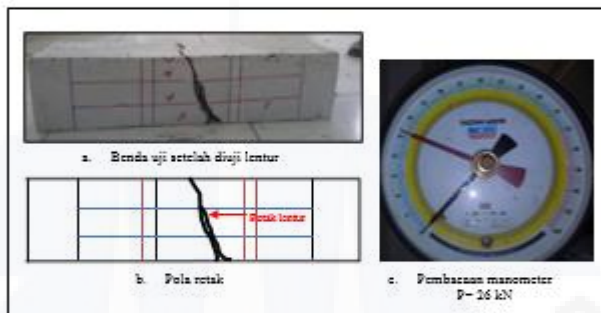 a. Benda uji setelah diuji lentur
Retak lentur
b. Pola retak
c. Pembacaan manometer
P= 26 kN